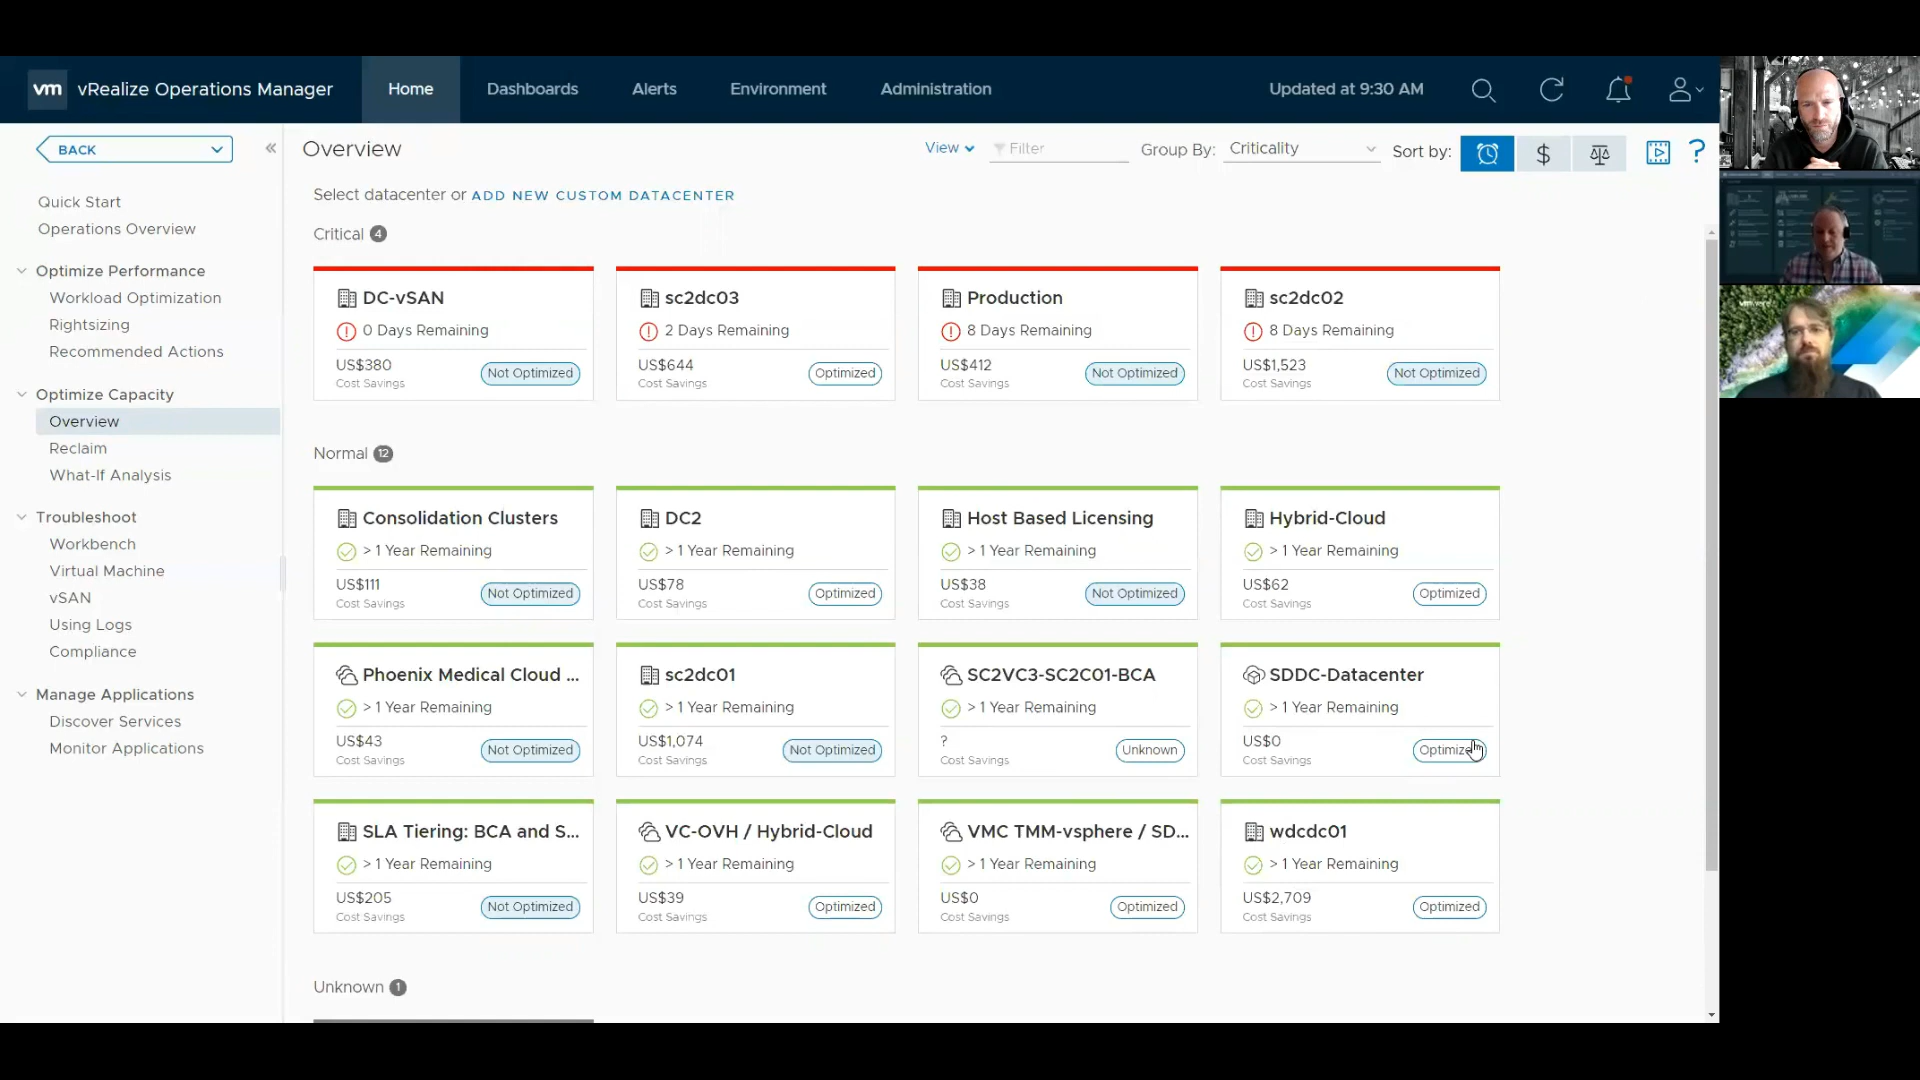 vm vRealize Operations Manager Home Dashboards Alerts Environment Administration Updated at 9:30 AM
BACK
Quick Start
Operations Overview
Optimize Performance
Workload Optimization
Rightsizing
Recommended Actions
Optimize Capacity
Overview
Reclaim
What-If Analysis
Troubleshoot
Workbench
Virtual Machine
vSAN
Using Logs
Compliance
Manage Applications
Discover Services
Monitor Applications
Overview View Filter Group By: Criticality Sort by: $ ?
Select datacenter or ADD NEW CUSTOM DATACENTER
Critical 4
DC-vSAN
0 Days Remaining
US$380
Cost Savings
Not Optimized
sc2dc03
2 Days Remaining
US$644
Cost Savings
Optimized
Production
8 Days Remaining
US$412
Cost Savings
Not Optimized
sc2dc02
8 Days Remaining
US$1,523
Cost Savings
Not Optimized
Normal 12
Consolidation Clusters
> 1 Year Remaining
US$111
Cost Savings
Not Optimized
DC2
> 1 Year Remaining
US$78
Cost Savings
Optimized
Host Based Licensing
> 1 Year Remaining
US$38
Cost Savings
Not Optimized
Hybrid-Cloud
> 1 Year Remaining
US$62
Cost Savings
Optimized
Phoenix Medical Cloud ...
> 1 Year Remaining
US$43
Cost Savings
Not Optimized
sc2dc01
> 1 Year Remaining
US$1,074
Cost Savings
Not Optimized
SC2VC3-SC2C01-BCA
> 1 Year Remaining
?
Cost Savings
Unknown
SDDC-Datacenter
> 1 Year Remaining
US$0
Cost Savings
Optimized
SLA Tiering: BCA and S...
> 1 Year Remaining
US$205
Cost Savings
Not Optimized
VC-OVH / Hybrid-Cloud
> 1 Year Remaining
US$39
Cost Savings
Optimized
VMC TMM-vsphere / SD...
> 1 Year Remaining
US$0
Cost Savings
Optimized
wdcdc01
> 1 Year Remaining
US$2,709
Cost Savings
Optimized
Unknown 1